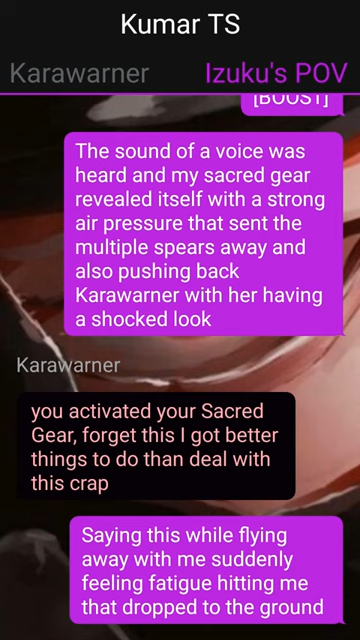 Kumar TS
Karawarner
Izuku's POV
[BOOST]
The sound of a voice was
heard and my sacred gear
revealed itself with a strong
air pressure that sent the
multiple spears away and
also pushing back
Karawarner with her having
a shocked look
Karawarner
you activated your Sacred
Gear, forget this I got better
things to do than deal with
this crap
Saying this while flying
away with me suddenly
feeling fatigue hitting me
that dropped to the ground